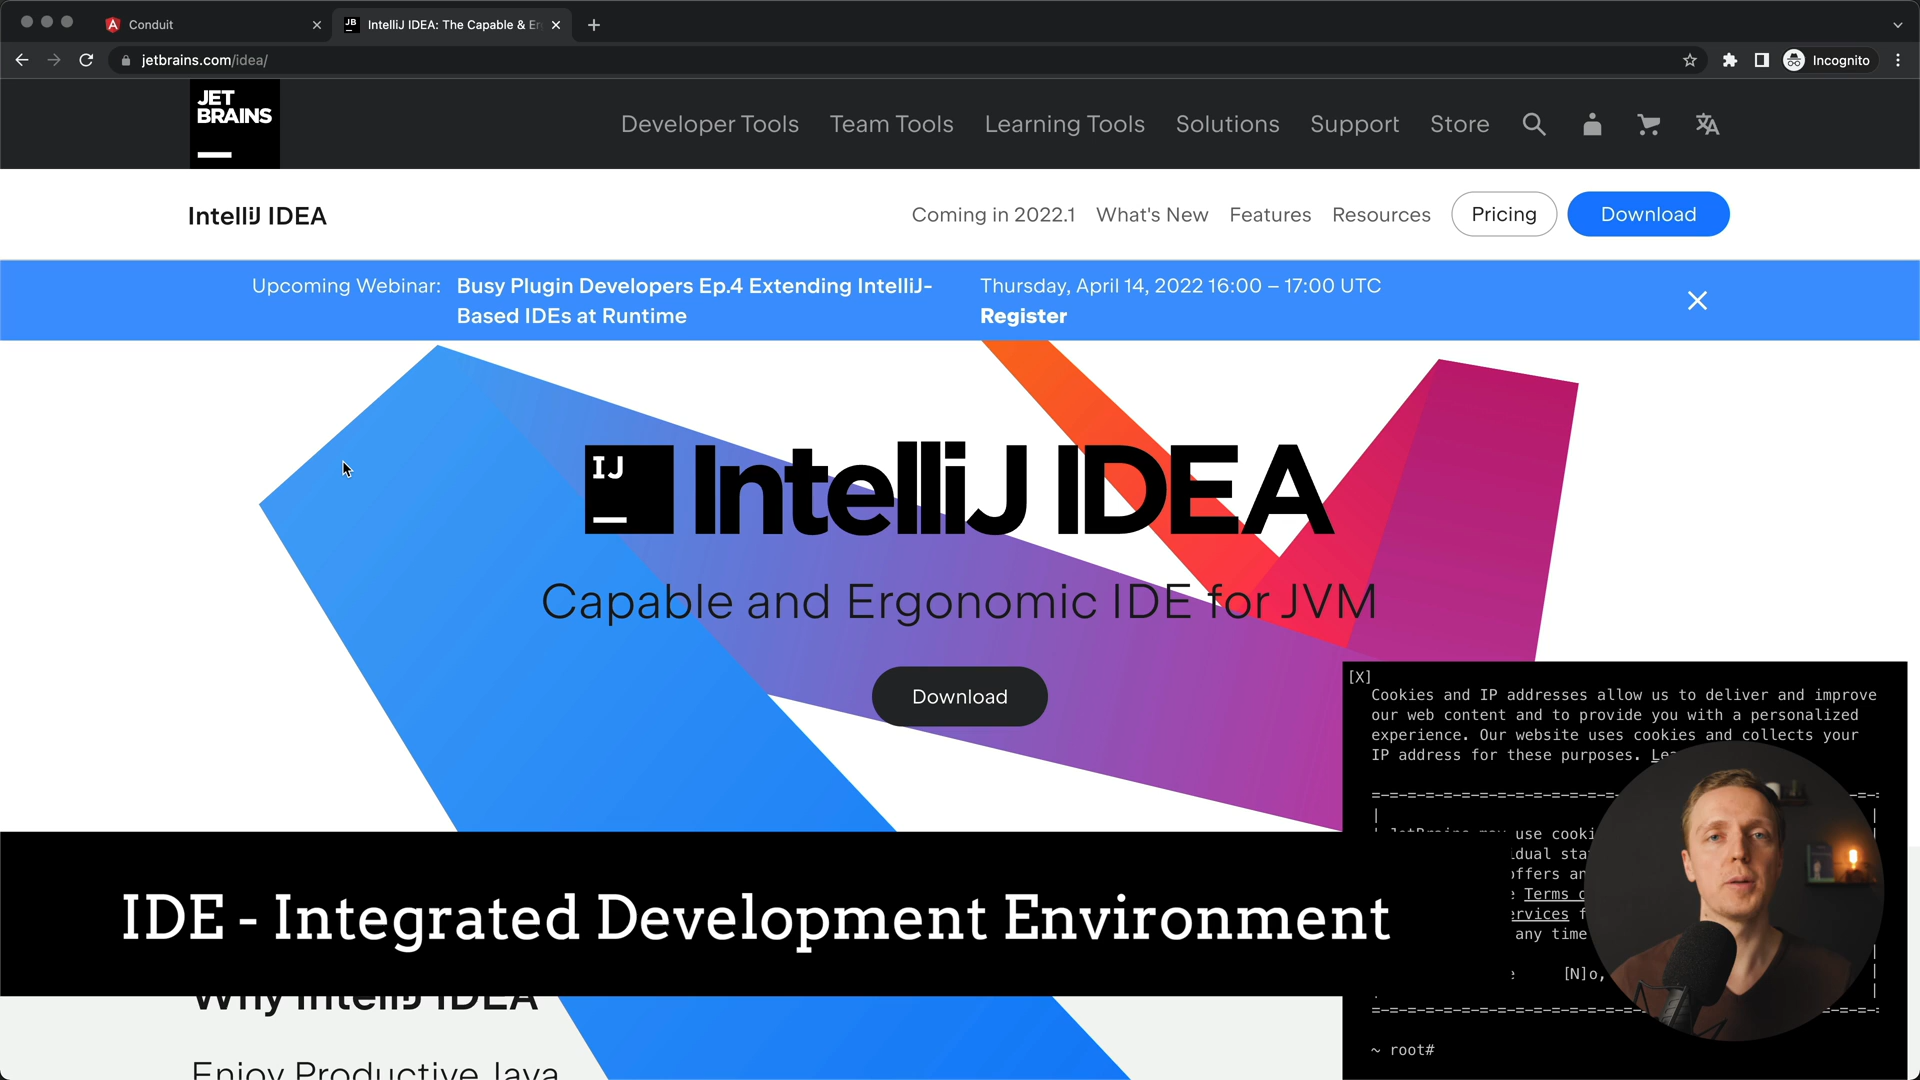 Conduit
IntelliJ IDEA: The Capable & Er
jetbrains.com/idea/
Incognito
JET
BRAINS
Developer Tools Team Tools Learning Tools Solutions Support Store
IntelliJ IDEA
Coming in 2022.1 What's New Features Resources Pricing Download
Upcoming Webinar: Busy Plugin Developers Ep.4 Extending IntelliJ-
Based IDEs at Runtime
Thursday, April 14, 2022 16:00 – 17:00 UTC
Register
IJ IntelliJ IDEA
Capable and Ergonomic IDE for JVM
Download
[X]
Cookies and IP addresses allow us to deliver and improve
our web content and to provide you with a personalized
experience. Our website uses cookies and collects your
IP address for these purposes.
use cooki
any time
[N]o,
~ root#
IDE - Integrated Development Environment
Why IntelliJ IDEA
Enjoy Productive Java